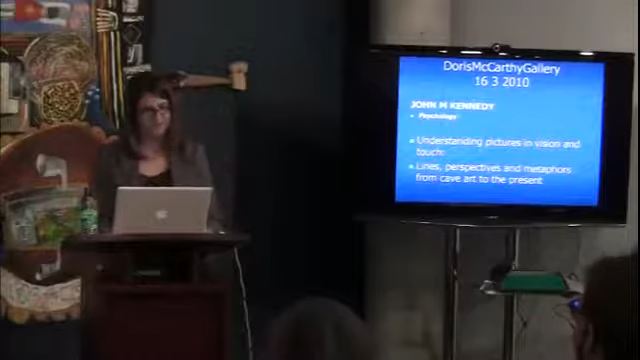 DorisMcCarthyGallery
16 3 2010
JOHN M KENNEDY
Psychology
Understanding pictures in vision and
touch:
Lines, perspectives and metaphors
from cave art to the present